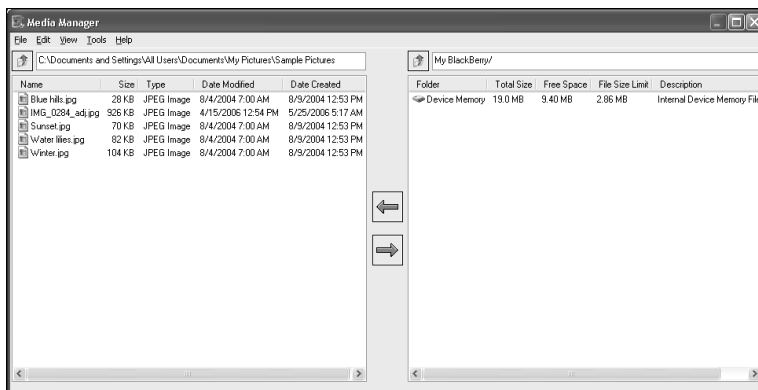 Media Manager
File Edit View Tools Help
C:\Documents and Settings\All Users\Documents\My Pictures\Sample Pictures
Name Size Type Date Modified Date Created
Blue hills.jpg 28 KB JPEG Image 8/4/2004 7:00 AM 8/9/2004 12:53 PM
IMG_0284_adj.jpg 926 KB JPEG Image 4/15/2006 12:54 PM 5/25/2006 5:17 AM
Sunset.jpg 70 KB JPEG Image 8/4/2004 7:00 AM 8/9/2004 12:53 PM
Water lilies.jpg 82 KB JPEG Image 8/4/2004 7:00 AM 8/9/2004 12:53 PM
Winter.jpg 104 KB JPEG Image 8/4/2004 7:00 AM 8/9/2004 12:53 PM
My BlackBerry/
Folder Total Size Free Space File Size Limit Description
Device Memory 19.0 MB 9.40 MB 2.86 MB Internal Device Memory File